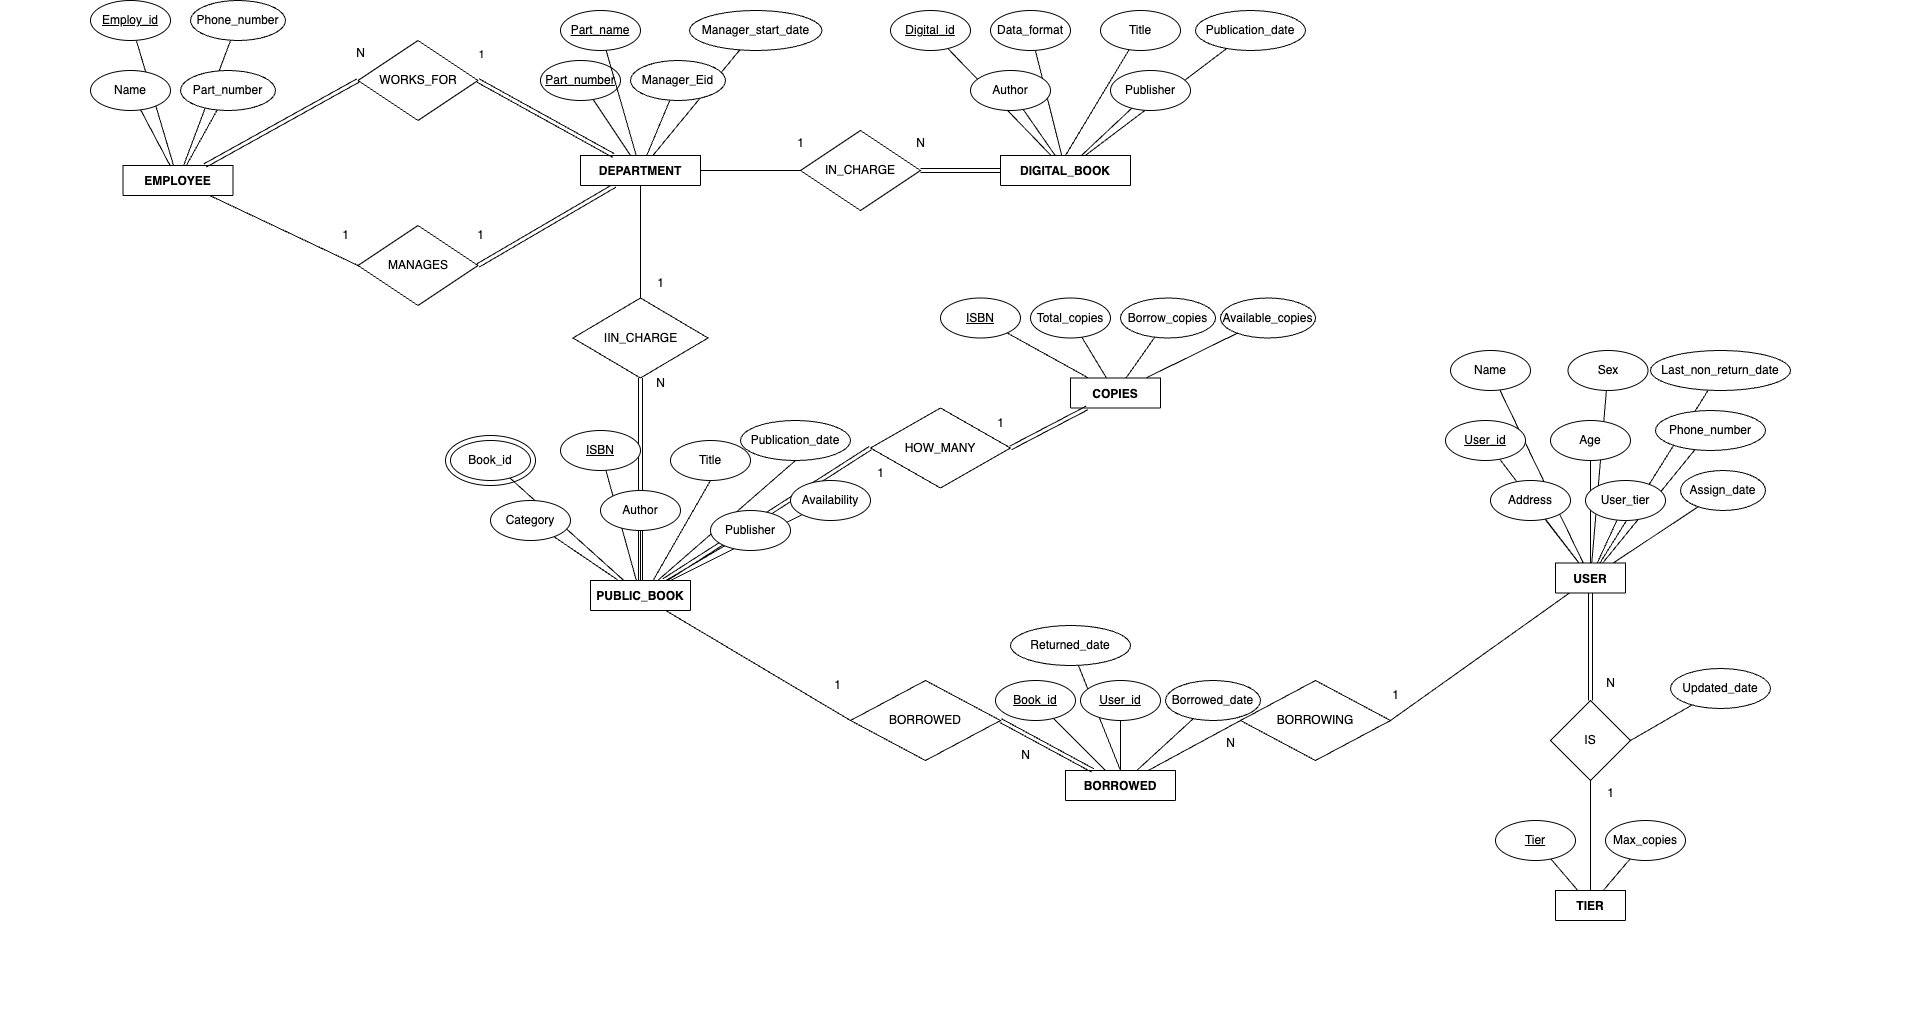 Employ_id
Phone_number
Name
Part_number
EMPLOYEE
N
WORKS_FOR
1
1
MANAGES
1
Part_name
Manager_start_date
Part_number
Manager_Eid
DEPARTMENT
1
IN_CHARGE
N
Digital_id
Data_format
Title
Publication_date
Author
Publisher
DIGITAL_BOOK
1
IIN_CHARGE
N
ISBN
Total_copies
Borrow_copies
Available_copies
COPIES
1
HOW_MANY
1
Book_id
ISBN
Title
Publication_date
Category
Author
Publisher
Availability
PUBLIC_BOOK
Name
Sex
Last_non_return_date
User_id
Age
Phone_number
Address
User_tier
Assign_date
USER
1
BORROWED
N
Returned_date
Book_id
User_id
Borrowed_date
BORROWED
N
BORROWING
1
N
Updated_date
IS
1
Tier
Max_copies
TIER